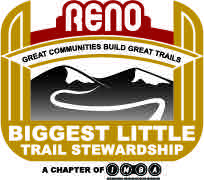 RENO
GREAT COMMUNITIES BUILD GREAT TRAILS
BIGGEST LITTLE
TRAIL STEWARDSHIP
A CHAPTER OF IMBA